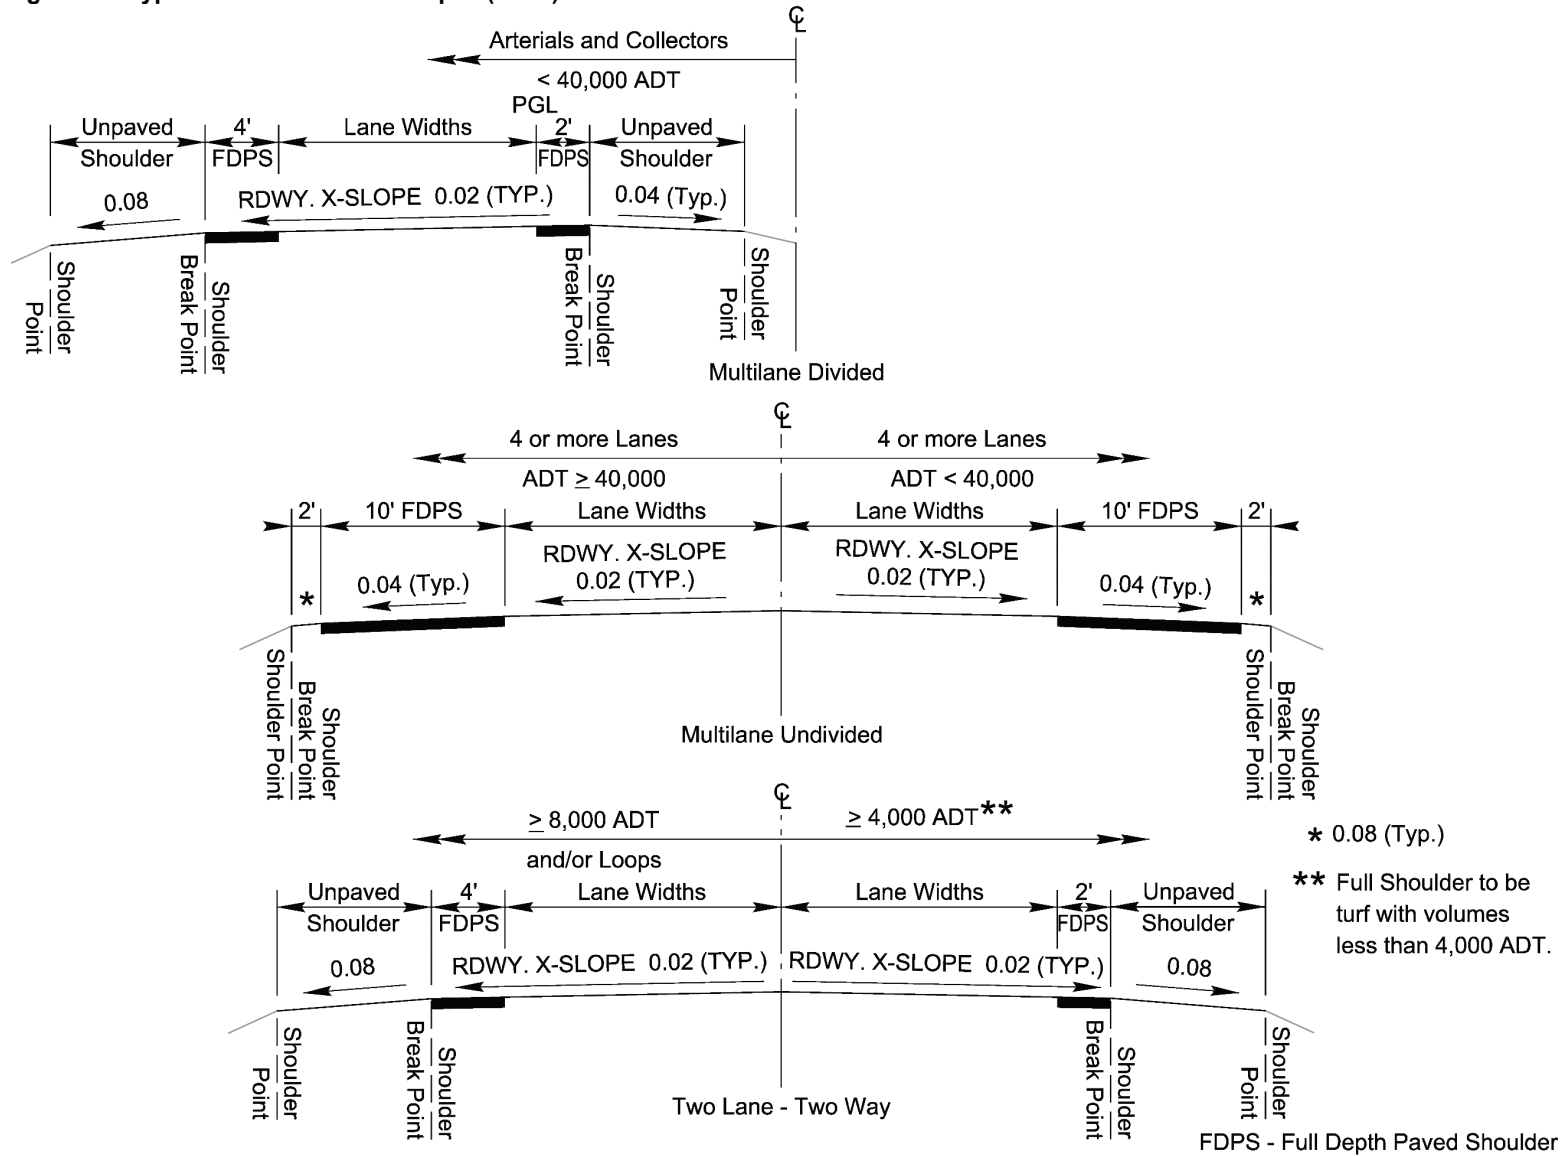 ℄
Arterials and Collectors
< 40,000 ADT
PGL
Unpaved 4' Lane Widths 2' Unpaved
Shoulder FDPS FDPS Shoulder
0.08 RDWY. X-SLOPE 0.02 (TYP.) 0.04 (Typ.)
Shoulder
Point
Shoulder
Break Point
Shoulder
Break Point
Shoulder
Point
Multilane Divided
℄
4 or more Lanes 4 or more Lanes
ADT ≥ 40,000 ADT < 40,000
2' 10' FDPS Lane Widths Lane Widths 10' FDPS 2'
RDWY. X-SLOPE RDWY. X-SLOPE
* 0.04 (Typ.) 0.02 (TYP.) 0.02 (TYP.) 0.04 (Typ.) *
Shoulder Point
Shoulder
Break Point
Shoulder Point
Shoulder
Break Point
Multilane Undivided
℄
≥ 8,000 ADT ≥ 4,000 ADT**
and/or Loops
Unpaved 4' Lane Widths Lane Widths 2' Unpaved
Shoulder FDPS FDPS Shoulder
0.08 RDWY. X-SLOPE 0.02 (TYP.) RDWY. X-SLOPE 0.02 (TYP.) 0.08
Shoulder
Point
Shoulder
Break Point
Shoulder
Break Point
Shoulder
Point
Two Lane - Two Way
* 0.08 (Typ.)
** Full Shoulder to be
turf with volumes
less than 4,000 ADT.
FDPS - Full Depth Paved Shoulder